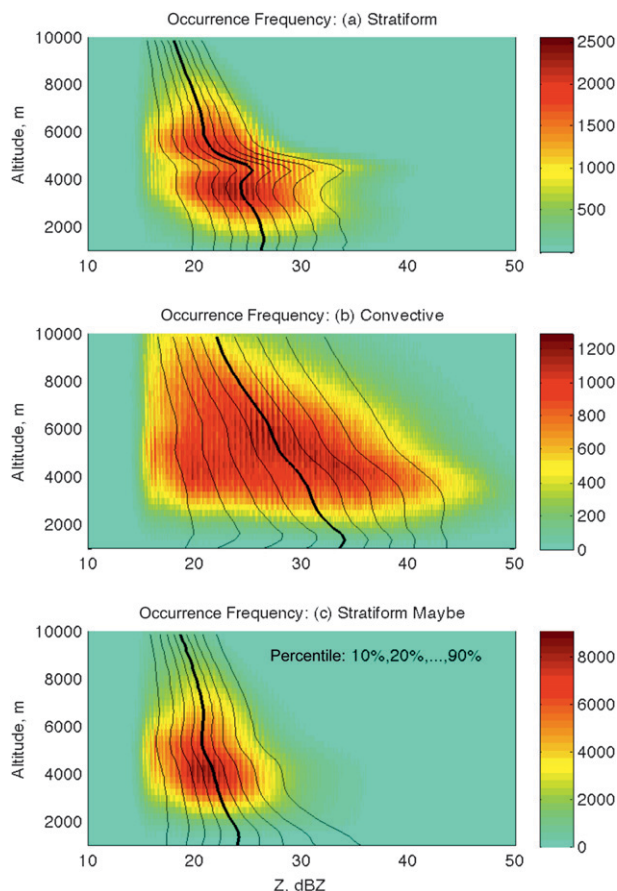 Occurrence Frequency: (a) Stratiform
10000
8000
6000
4000
2000
Altitude, m
10 20 30 40 50
2500
2000
1500
1000
500
Occurrence Frequency: (b) Convective
10000
8000
6000
4000
2000
Altitude, m
10 20 30 40 50
1200
1000
800
600
400
200
0
Occurrence Frequency: (c) Stratiform Maybe
Percentile: 10%,20%,...,90%
10000
8000
6000
4000
2000
Altitude, m
10 20 30 40 50
Z, dBZ
8000
6000
4000
2000
0